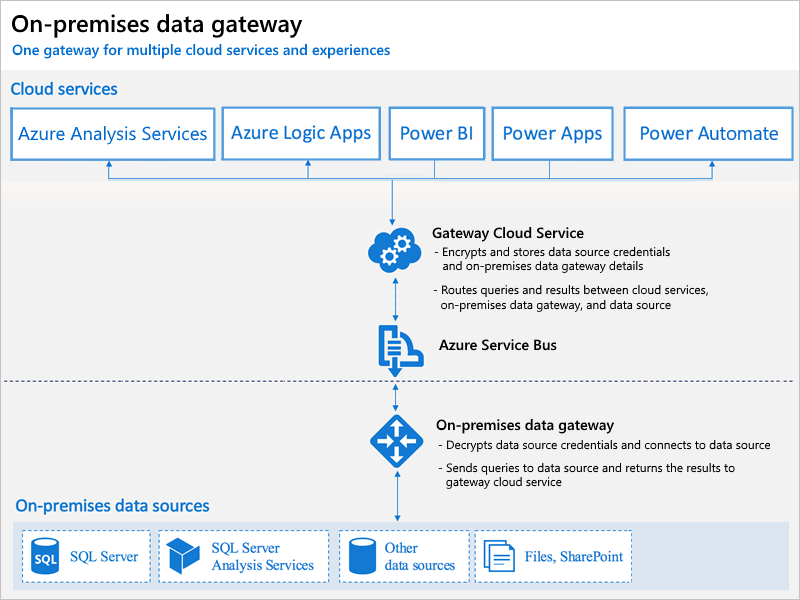 On-premises data gateway
One gateway for multiple cloud services and experiences
Cloud services
Azure Analysis Services
Azure Logic Apps
Power BI
Power Apps
Power Automate
Gateway Cloud Service
- Encrypts and stores data source credentials
and on-premises data gateway details
- Routes queries and results between cloud services,
on-premises data gateway, and data source
Azure Service Bus
On-premises data gateway
- Decrypts data source credentials and connects to data source
- Sends queries to data source and returns the results to
gateway cloud service
On-premises data sources
SQL
SQL Server
SQL Server
Analysis Services
Other
data sources
Files, SharePoint